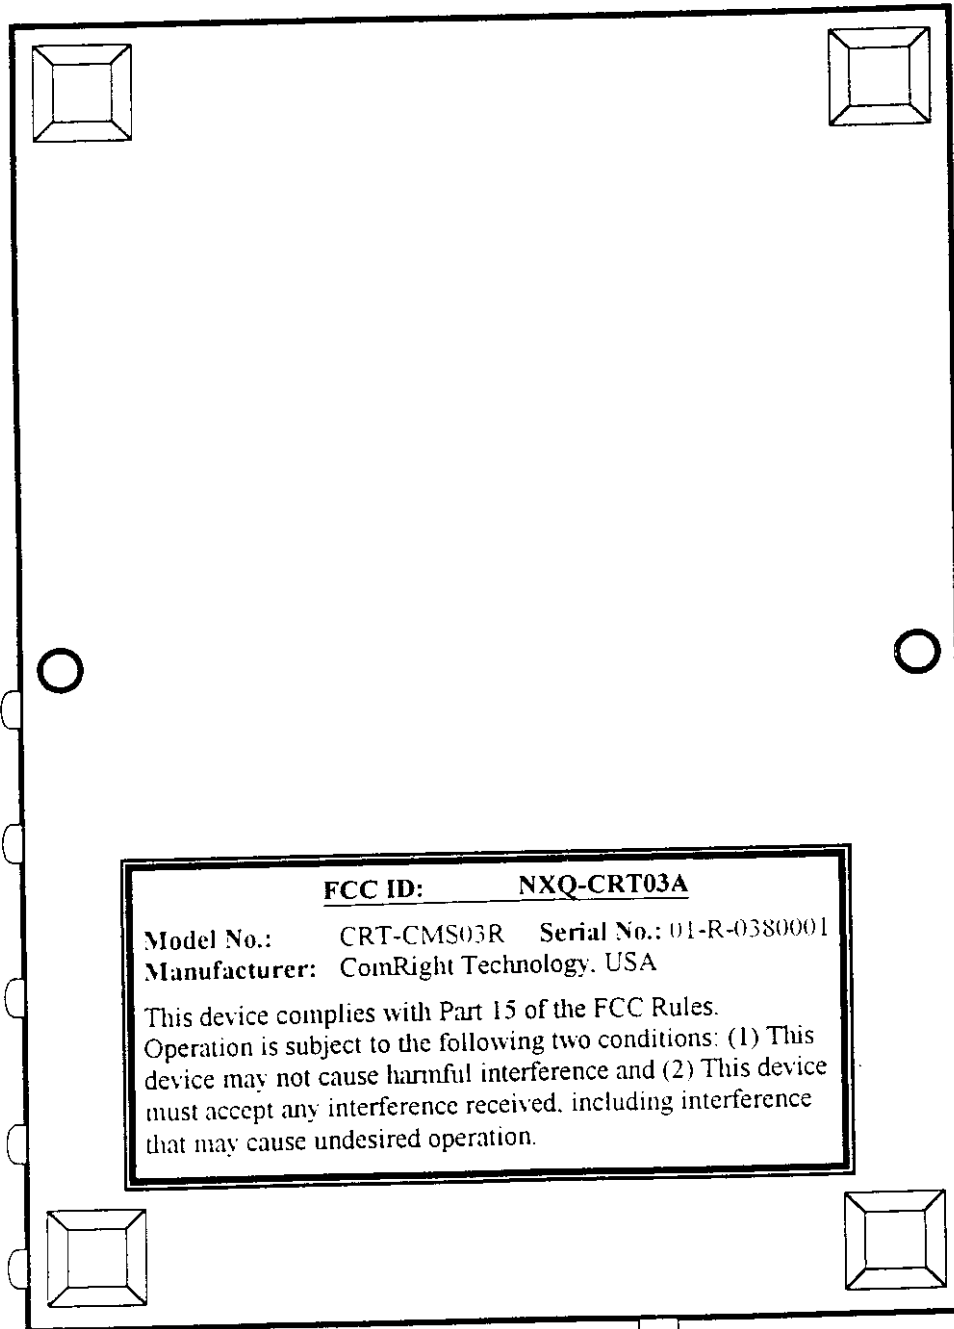 FCC ID: NXQ-CRT03A
Model No.: CRT-CMS03R Serial No.: 01-R-0380001
Manufacturer: ComRight Technology, USA
This device complies with Part 15 of the FCC Rules.
Operation is subject to the following two conditions: (1) This
device may not cause harmful interference and (2) This device
must accept any interference received, including interference
that may cause undesired operation.